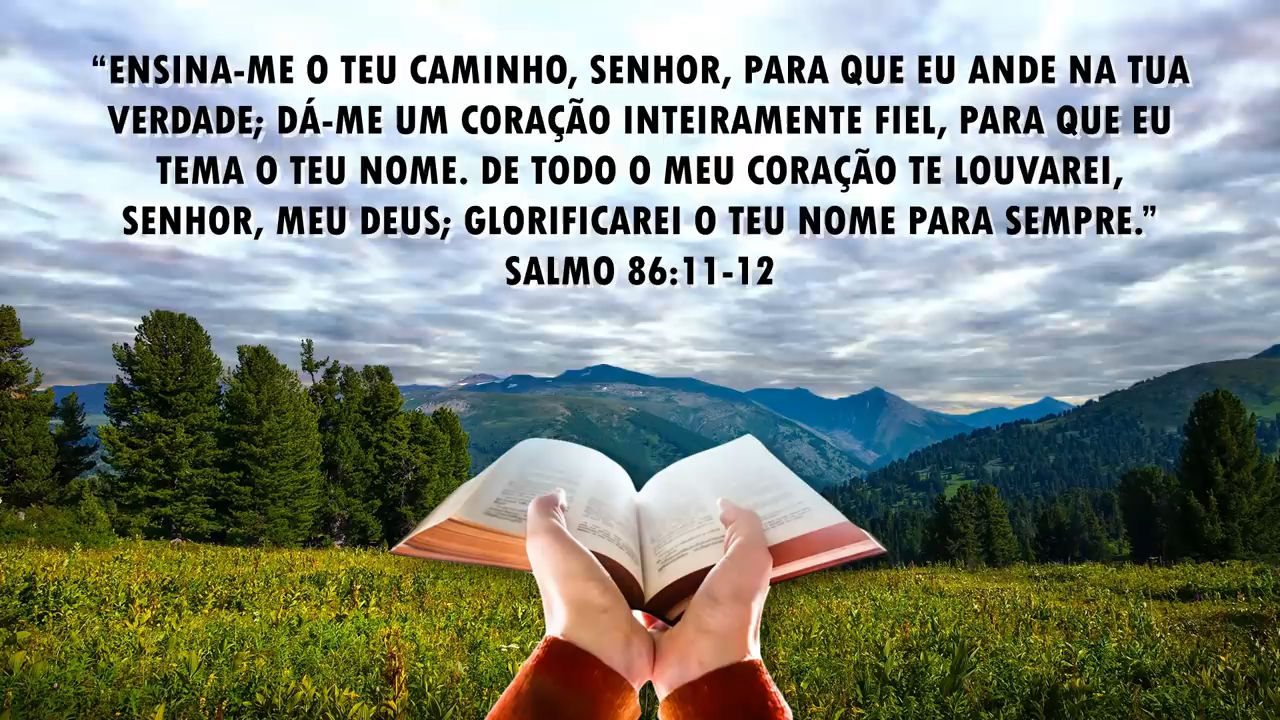 “ENSINA-ME O TEU CAMINHO, SENHOR, PARA QUE EU ANDE NA TUA
VERDADE; DÁ-ME UM CORAÇÃO INTEIRAMENTE FIEL, PARA QUE EU
TEMA O TEU NOME. DE TODO O MEU CORAÇÃO TE LOUVAREI,
SENHOR, MEU DEUS; GLORIFICAREI O TEU NOME PARA SEMPRE.”
SALMO 86:11-12